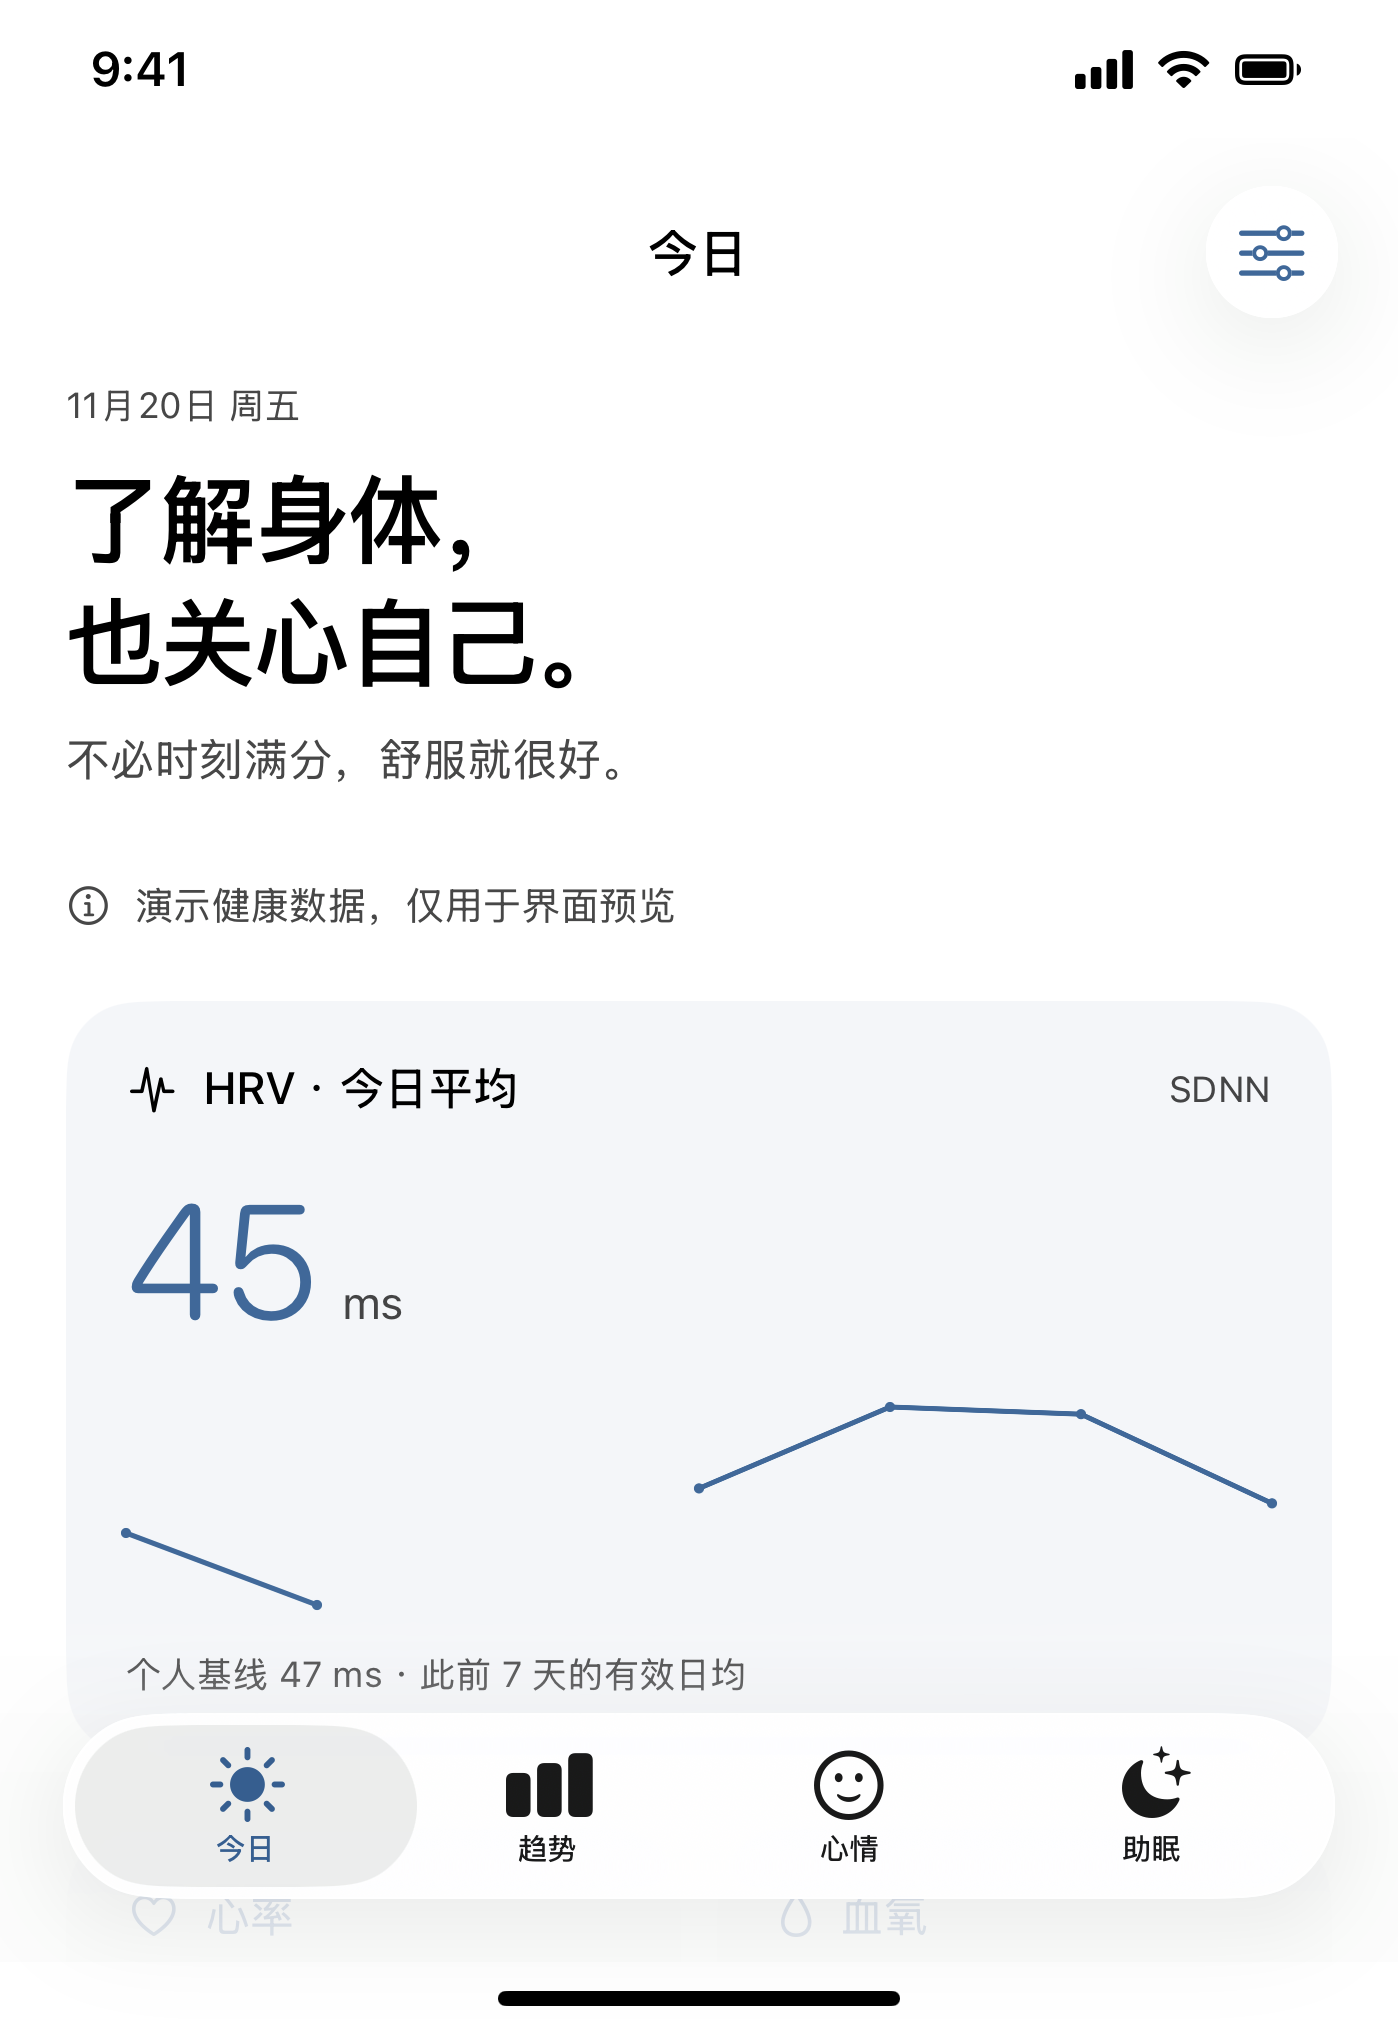 9:41
今日
11月20日 周五
了解身体，
也关心自己。
不必时刻满分，舒服就很好。
演示健康数据，仅用于界面预览
HRV · 今日平均
SDNN
45 ms
个人基线 47 ms · 此前 7 天的有效日均
今日
趋势
心情
助眠
心率
血氧